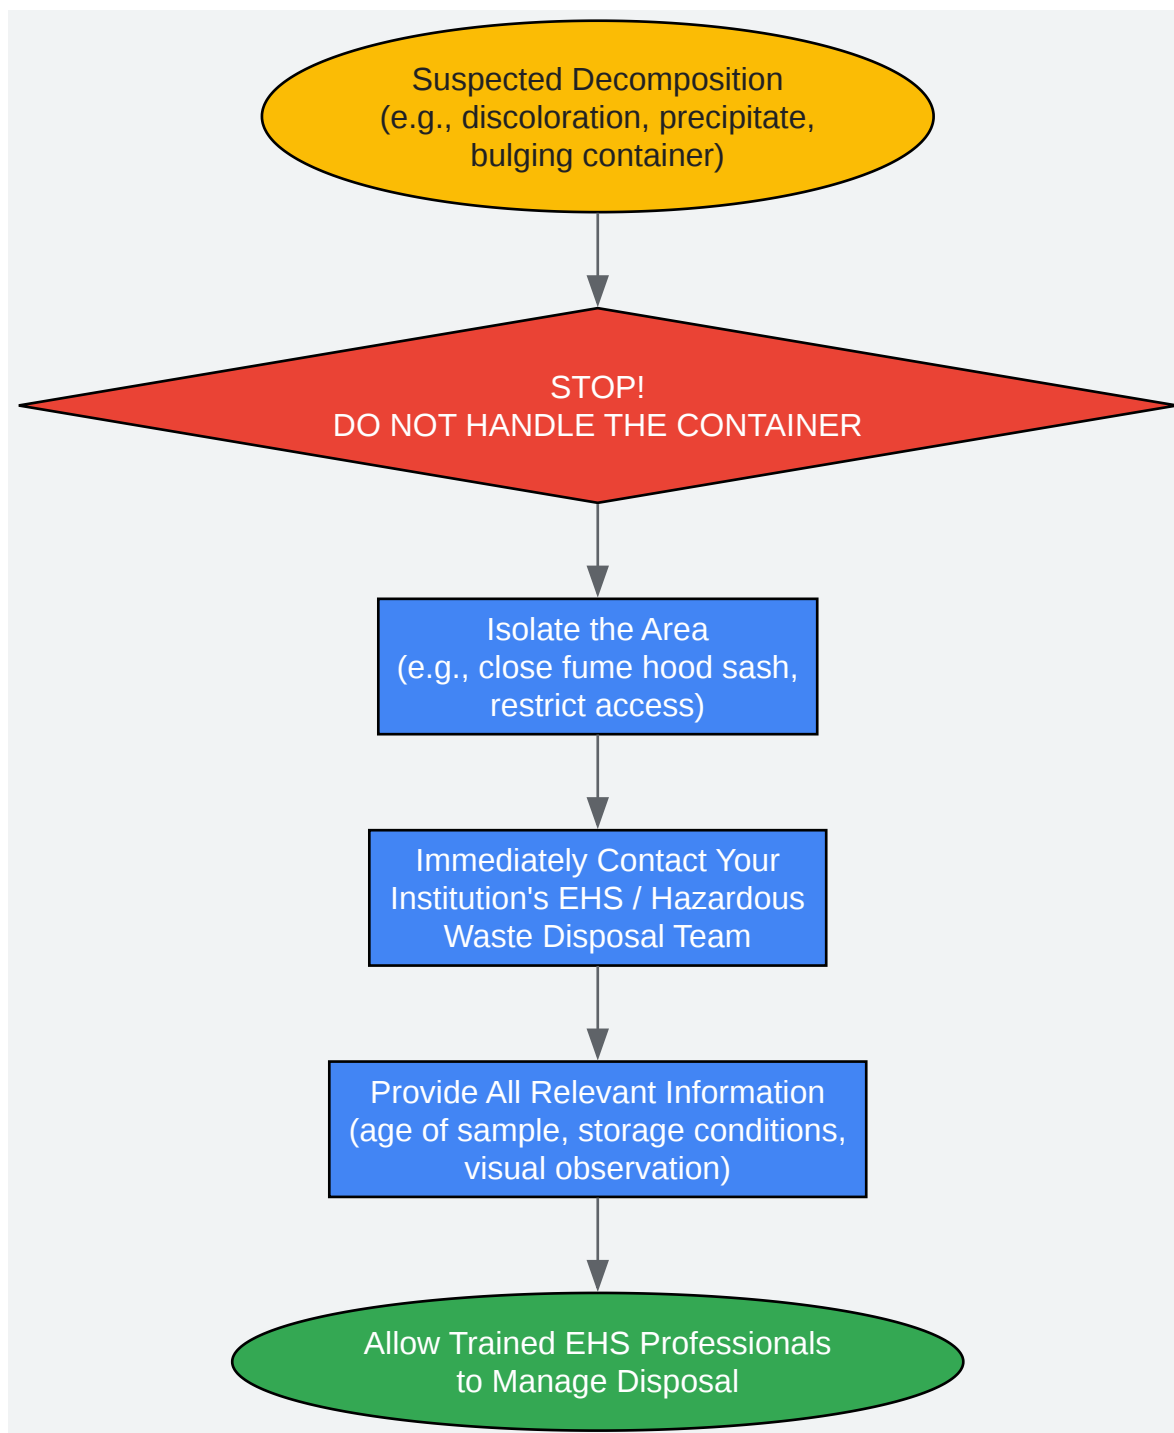 Suspected Decomposition
(e.g., discoloration, precipitate,
bulging container)
STOP!
DO NOT HANDLE THE CONTAINER
Isolate the Area
(e.g., close fume hood sash,
restrict access)
Immediately Contact Your
Institution's EHS / Hazardous
Waste Disposal Team
Provide All Relevant Information
(age of sample, storage conditions,
visual observation)
Allow Trained EHS Professionals
to Manage Disposal